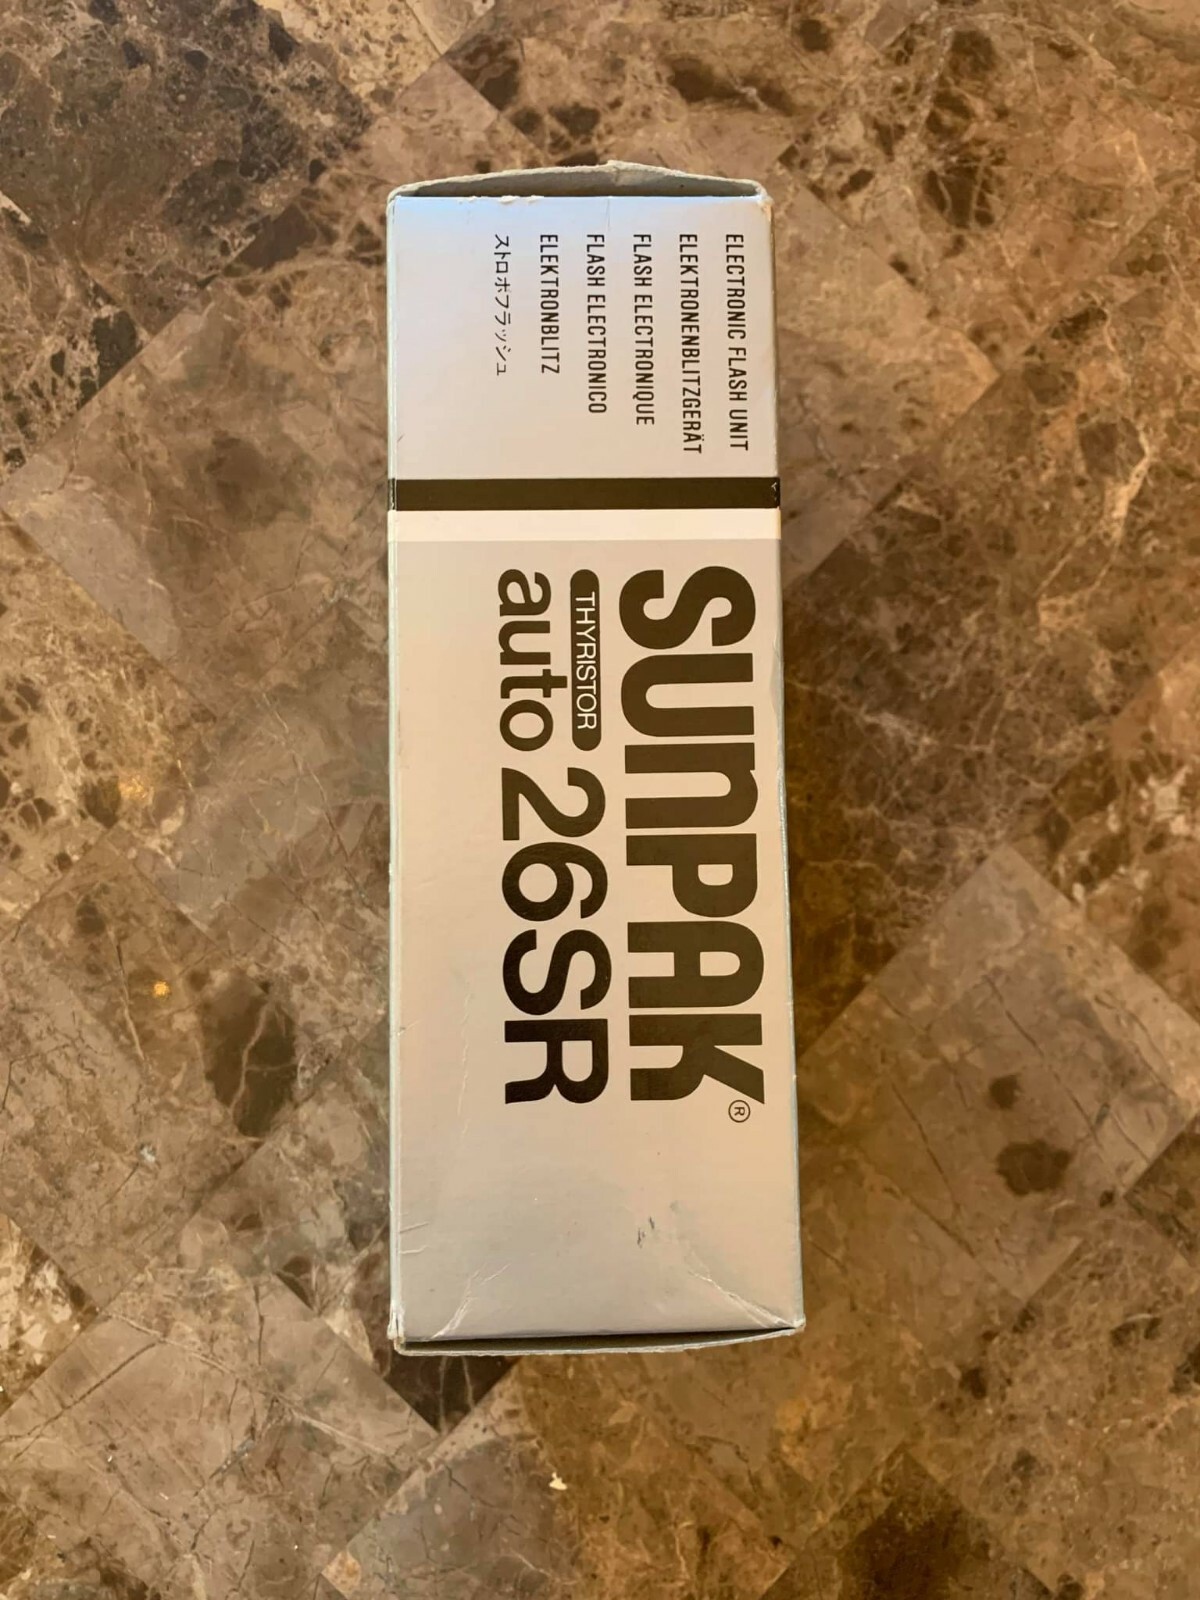 ELECTRONIC FLASH UNIT
ELEKTRONENBLITZGERÄT
FLASH ELECTRONIQUE
FLASH ELECTRONICO
ELEKTRONBLITZ
ストロボフラッシュ
SUNPAK®
THYRISTOR
auto 26SR